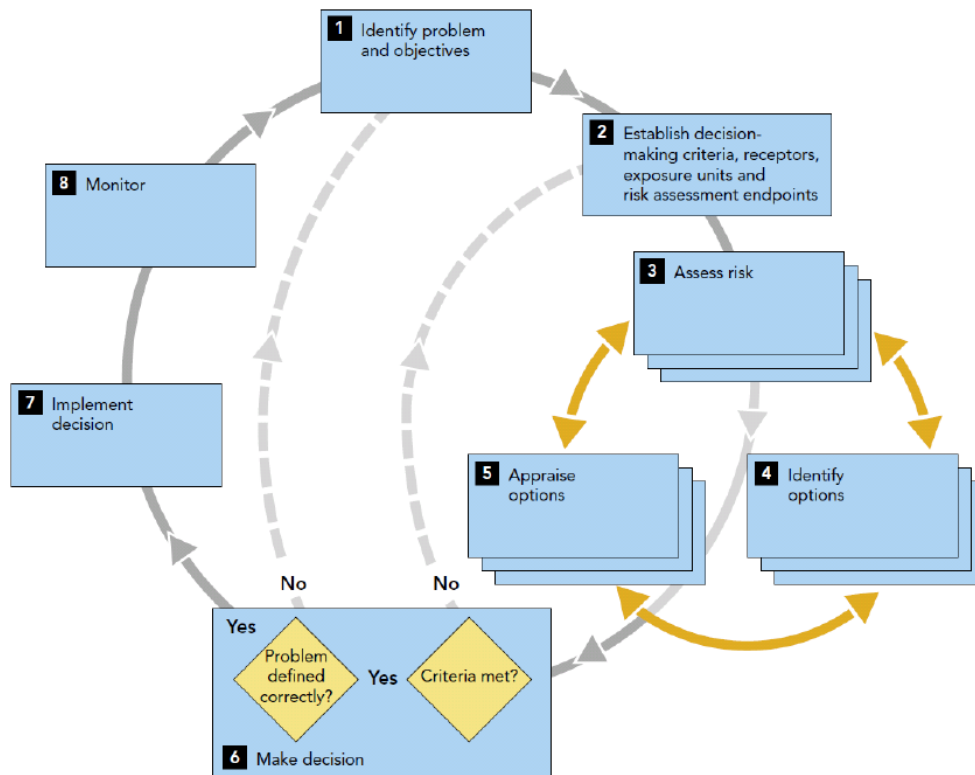 1 Identify problem
and objectives
2 Establish decision-
making criteria, receptors,
exposure units and
risk assessment endpoints
3 Assess risk
4 Identify
options
5 Appraise
options
No
No
Yes
Problem
defined
correctly?
Yes
Criteria met?
6 Make decision
7 Implement
decision
8 Monitor